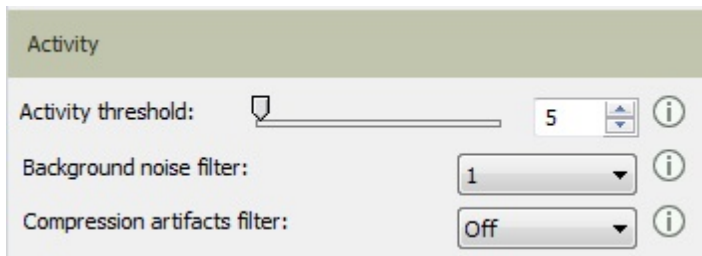 Activity
Activity threshold: 5
Background noise filter: 1
Compression artifacts filter: Off